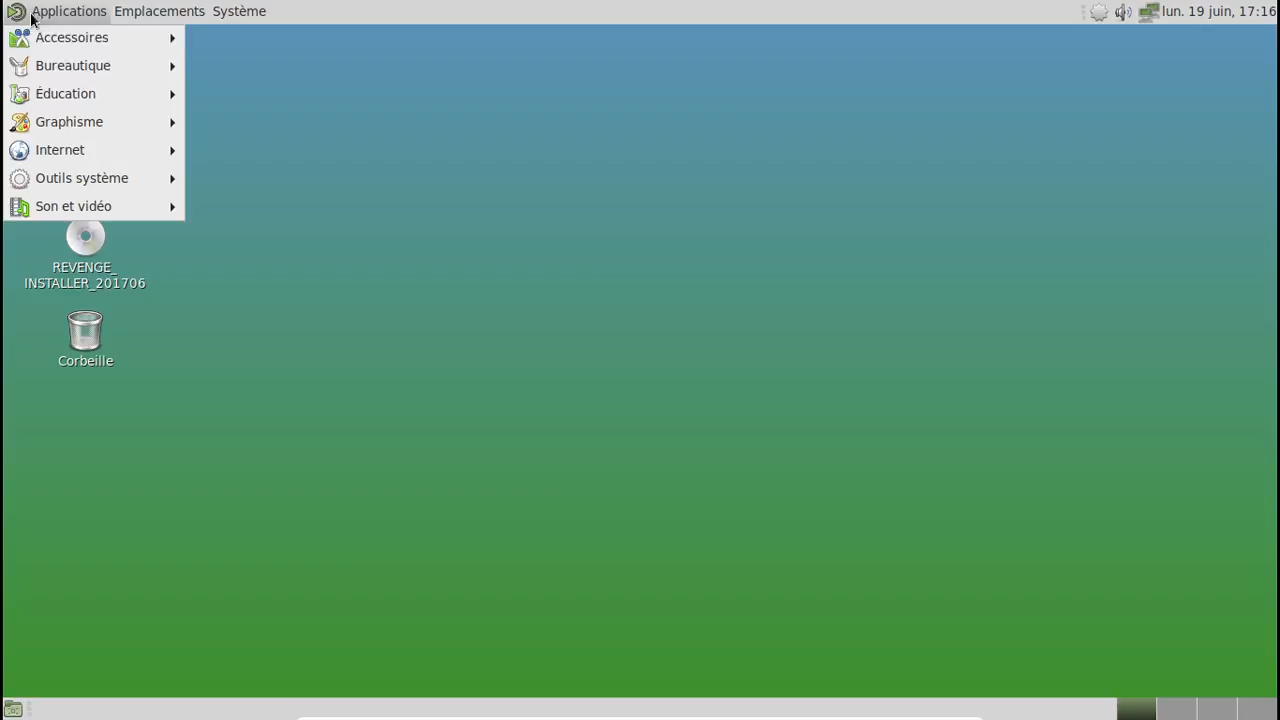 Applications Emplacements Système lun. 19 juin, 17:16
Accessoires
Bureautique
Éducation
Graphisme
Internet
Outils système
Son et vidéo
REVENGE_
INSTALLER_201706
Corbeille